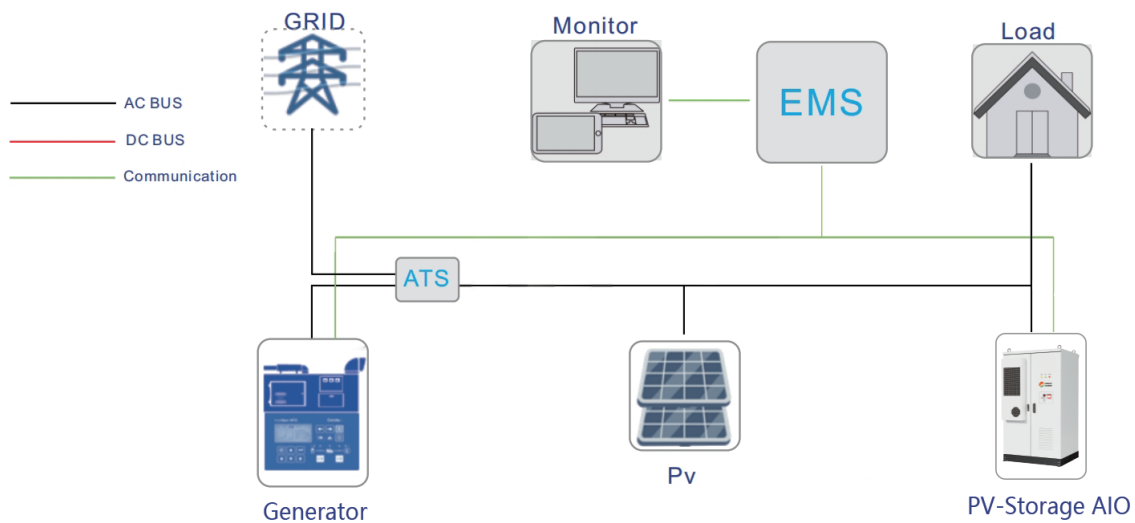 GRID
Monitor
EMS
Load
AC BUS
DC BUS
Communication
ATS
Generator
Pv
PV-Storage AIO